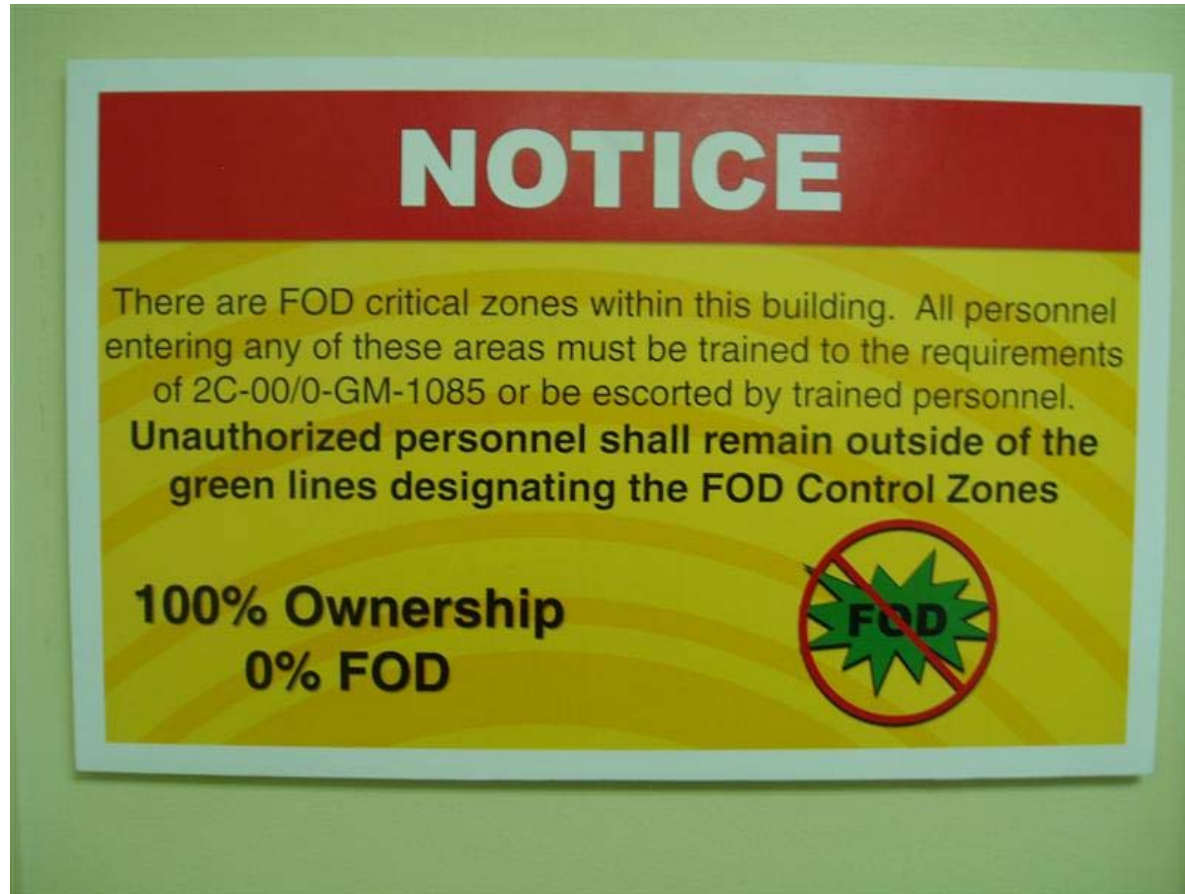 NOTICE
There are FOD critical zones within this building.  All personnel
entering any of these areas must be trained to the requirements
of 2C-00/0-GM-1085 or be escorted by trained personnel.
Unauthorized personnel shall remain outside of the
green lines designating the FOD Control Zones
100% Ownership
0% FOD
FOD